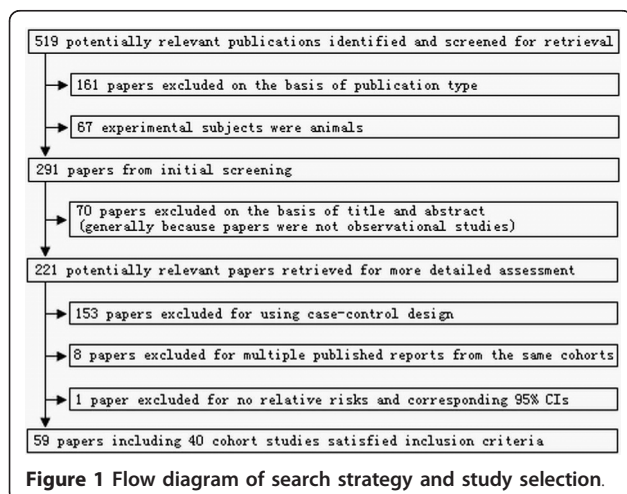 519 potentially relevant publications identified and screened for retrieval
161 papers excluded on the basis of publication type
67 experimental subjects were animals
291 papers from initial screening
70 papers excluded on the basis of title and abstract
(generally because papers were not observational studies)
221 potentially relevant papers retrieved for more detailed assessment
153 papers excluded for using case-control design
8 papers excluded for multiple published reports from the same cohorts
1 paper excluded for no relative risks and corresponding 95% CIs
59 papers including 40 cohort studies satisfied inclusion criteria
Figure 1 Flow diagram of search strategy and study selection.